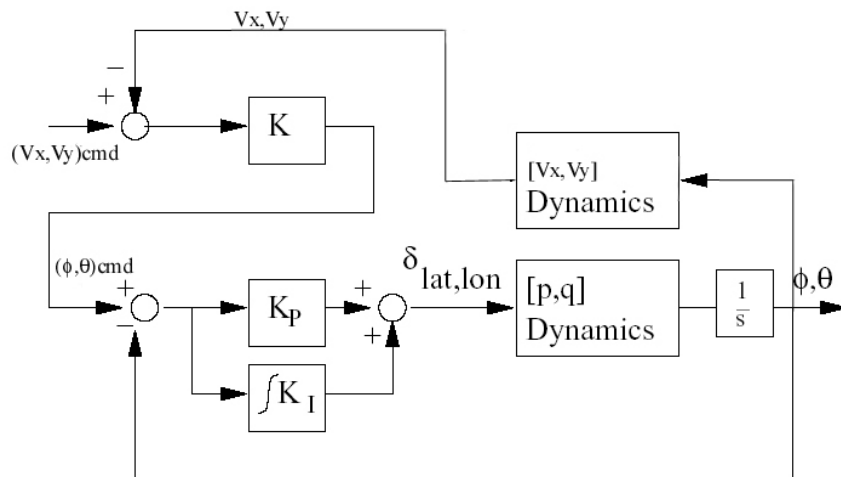 Vx,Vy
−
+
K
(Vx,Vy)cmd
[Vx,Vy]
Dynamics
(ϕ,θ)cmd
δ lat,lon
ϕ,θ
+
−
K P
+
+
[p,q]
Dynamics
1
s
∫K I